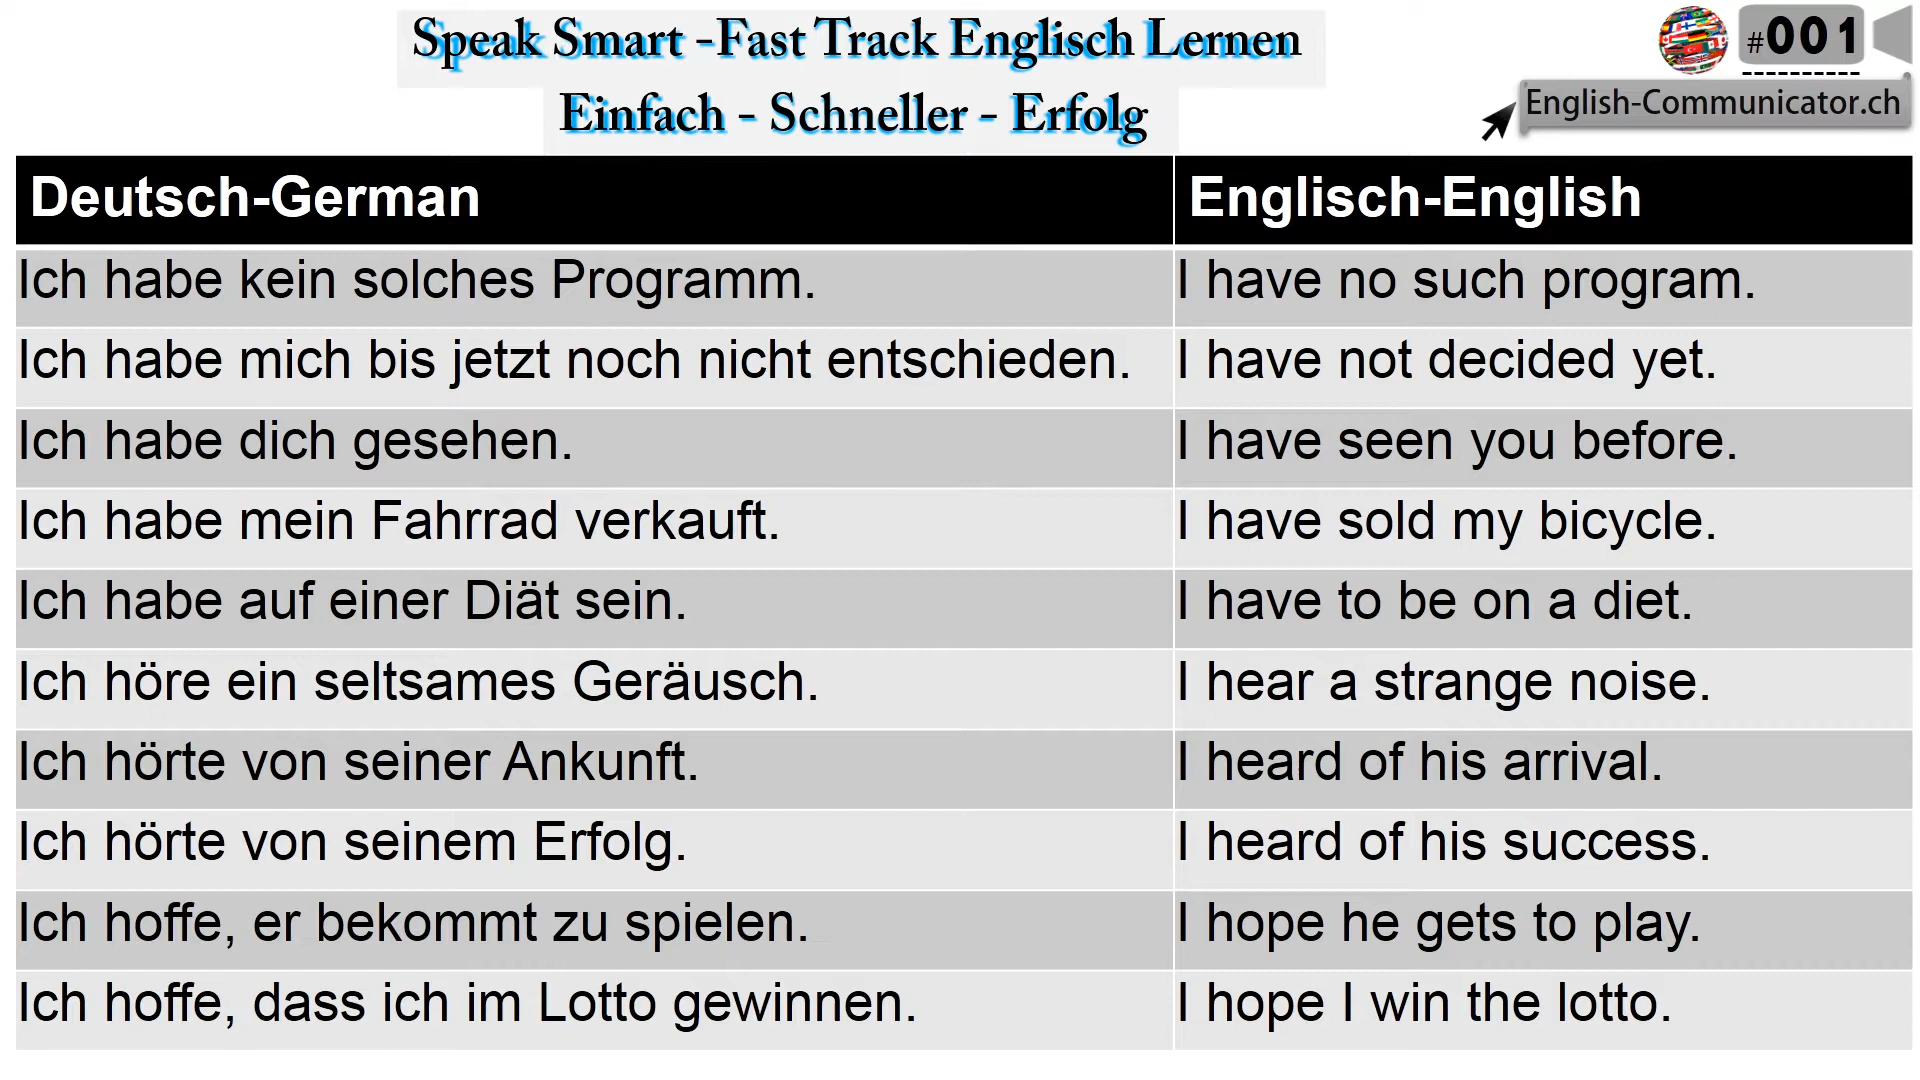 Speak Smart -Fast Track Englisch Lernen
Einfach - Schneller - Erfolg
#001
English-Communicator.ch
Deutsch-German Englisch-English
Ich habe kein solches Programm. I have no such program.
Ich habe mich bis jetzt noch nicht entschieden. I have not decided yet.
Ich habe dich gesehen. I have seen you before.
Ich habe mein Fahrrad verkauft. I have sold my bicycle.
Ich habe auf einer Diät sein. I have to be on a diet.
Ich höre ein seltsames Geräusch. I hear a strange noise.
Ich hörte von seiner Ankunft. I heard of his arrival.
Ich hörte von seinem Erfolg. I heard of his success.
Ich hoffe, er bekommt zu spielen. I hope he gets to play.
Ich hoffe, dass ich im Lotto gewinnen. I hope I win the lotto.